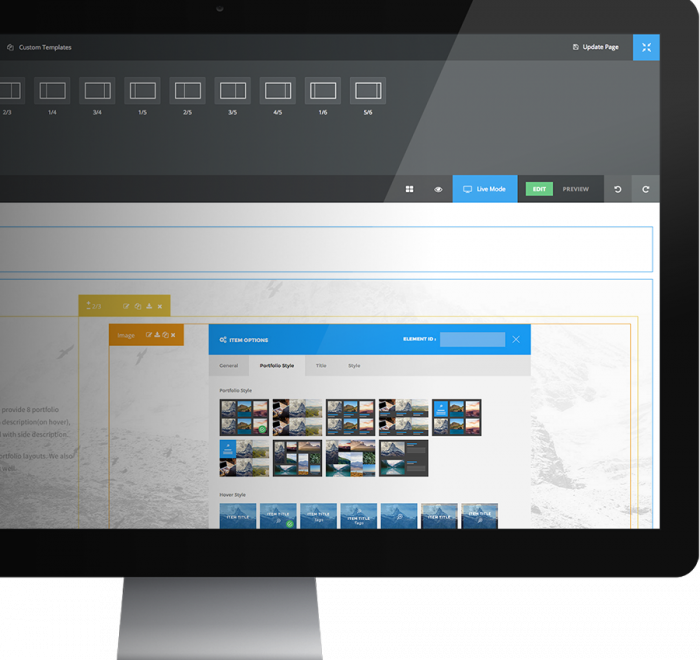 Custom Templates
Update Page
2/3
1/4
3/4
1/5
2/5
3/5
4/5
1/6
5/6
Live Mode
EDIT
PREVIEW
2/3
Image
ITEM OPTIONS
ELEMENT ID :
General
Portfolio Style
Title
Style
Portfolio Style
provide 8 portfolio
description(on hover),
with side description.
portfolio layouts. We also
wall.
Hover Style
ITEM TITLE
ITEM TITLE
ITEM TITLE
Tags
ITEM TITLE
Tags
ITEM TITLE
ITEM TITLE